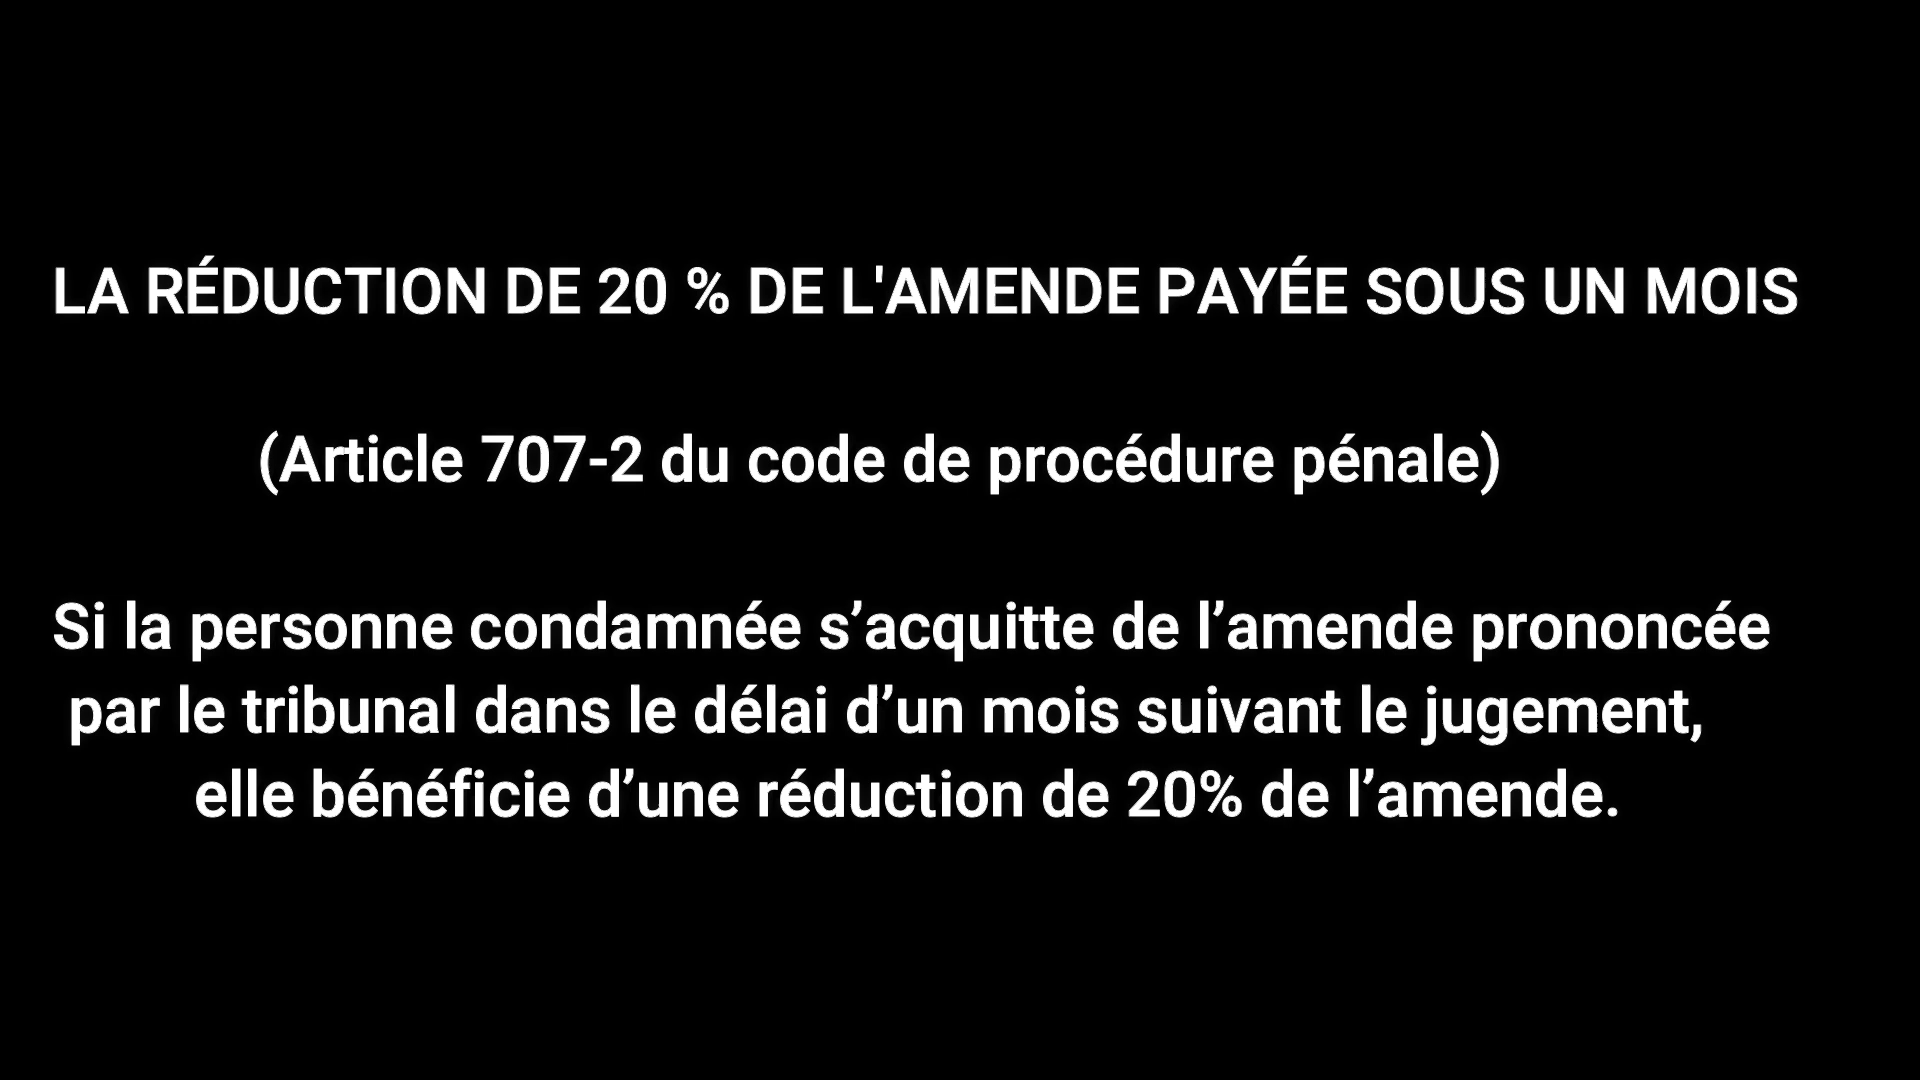 LA RÉDUCTION DE 20 % DE L'AMENDE PAYÉE SOUS UN MOIS
(Article 707-2 du code de procédure pénale)
Si la personne condamnée s’acquitte de l’amende prononcée
par le tribunal dans le délai d’un mois suivant le jugement,
elle bénéficie d’une réduction de 20% de l’amende.